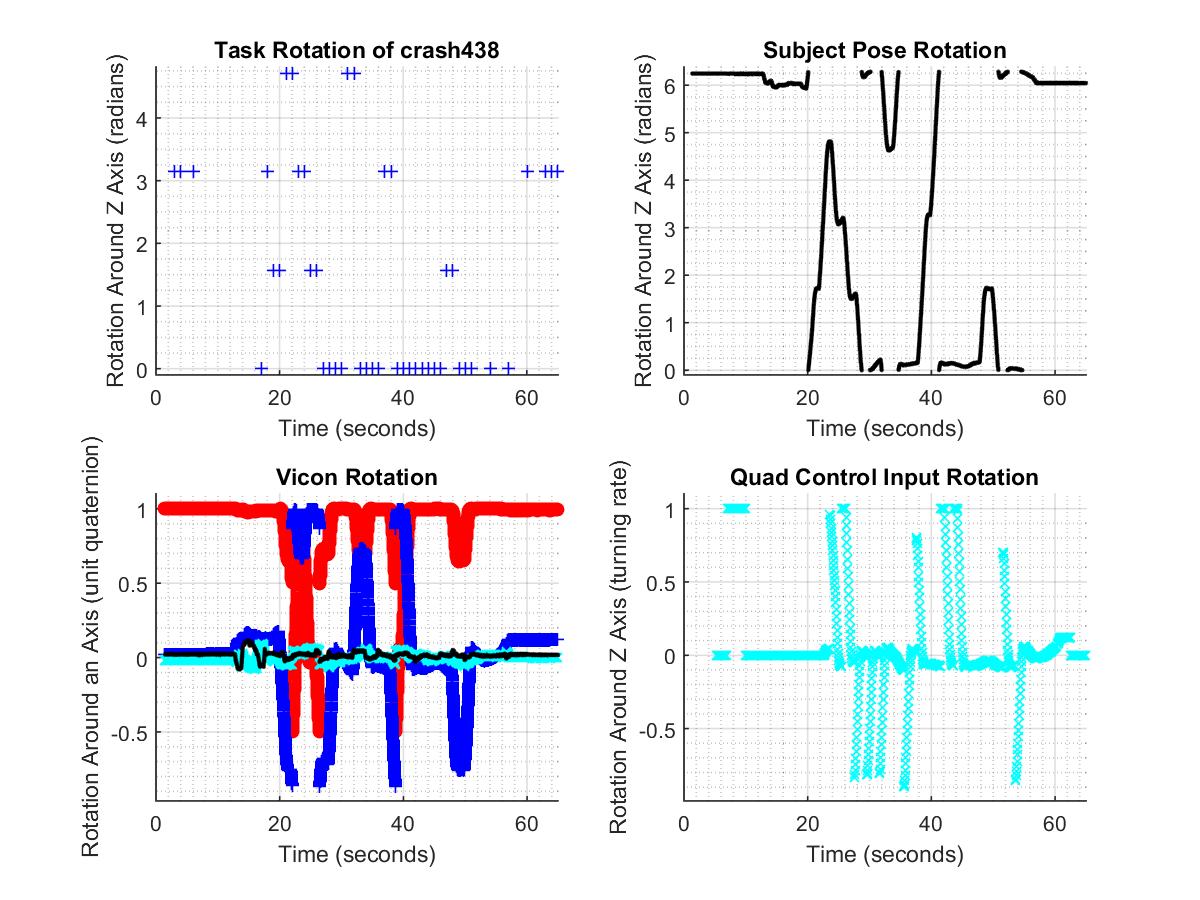 Task Rotation of crash438
Rotation Around Z Axis (radians)
4
3
2
1
0
0 20 40 60
Time (seconds)
Subject Pose Rotation
Rotation Around Z Axis (radians)
6
5
4
3
2
1
0
0 20 40 60
Time (seconds)
Vicon Rotation
Rotation Around an Axis (unit quaternion)
1
0.5
0
-0.5
0 20 40 60
Time (seconds)
Quad Control Input Rotation
Rotation Around Z Axis (turning rate)
1
0.5
0
-0.5
0 20 40 60
Time (seconds)